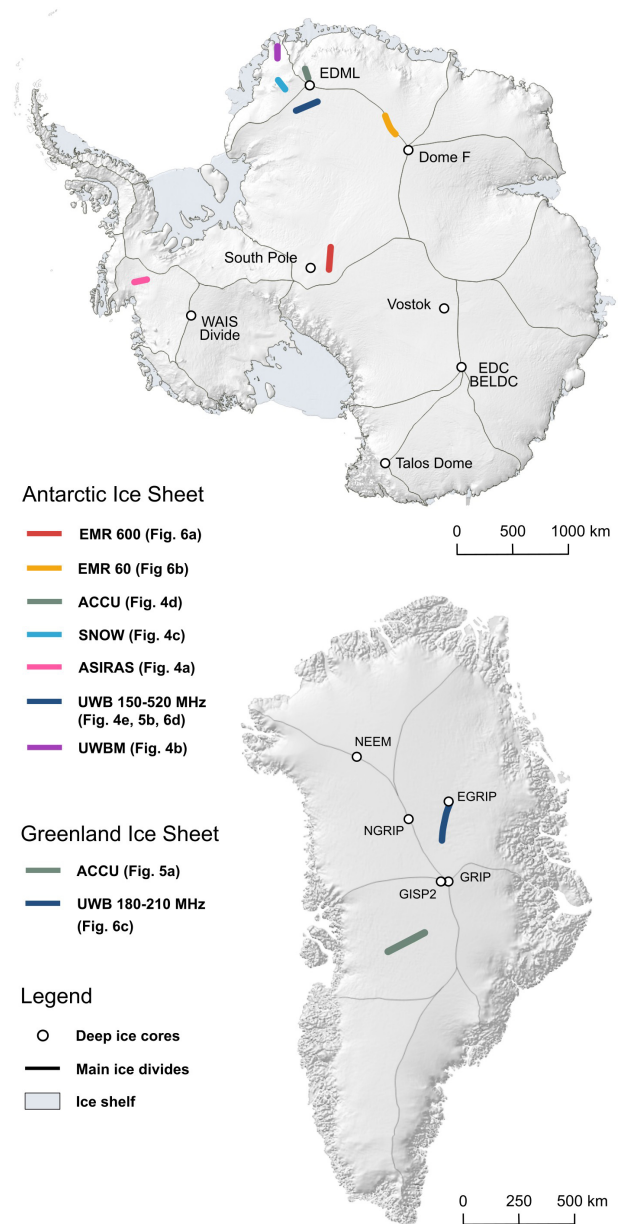 EDML
Dome F
South Pole
Vostok
WAIS
Divide
EDC
BELDC
Talos Dome
Antarctic Ice Sheet
EMR 600 (Fig. 6a)
EMR 60 (Fig 6b)
ACCU (Fig. 4d)
SNOW (Fig. 4c)
ASIRAS (Fig. 4a)
UWB 150-520 MHz
(Fig. 4e, 5b, 6d)
UWBM (Fig. 4b)
0 500 1000 km
NEEM
EGRIP
NGRIP
GRIP
GISP2
Greenland Ice Sheet
ACCU (Fig. 5a)
UWB 180-210 MHz
(Fig. 6c)
Legend
Deep ice cores
Main ice divides
Ice shelf
0 250 500 km